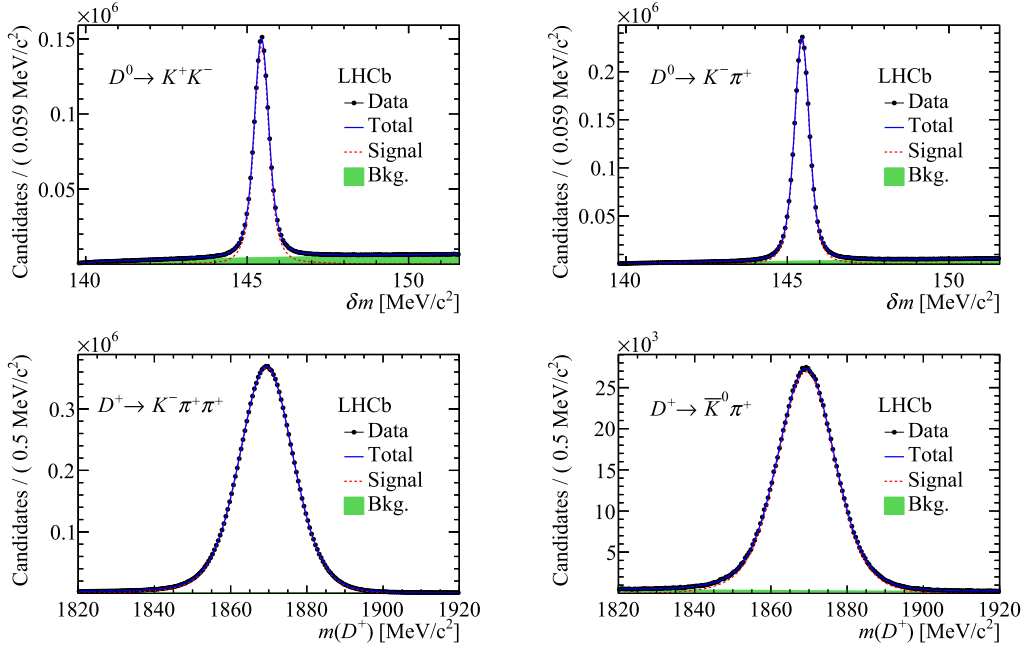 ×10⁶
Candidates / ( 0.059 MeV/c²)
0.15
0.1
0.05
D⁰→ K⁺K⁻
LHCb
Data
Total
Signal
Bkg.
140 145 150
δm [MeV/c²]
×10⁶
Candidates / ( 0.059 MeV/c²)
0.2
0.15
0.1
0.05
D⁰→ K⁻π⁺
LHCb
Data
Total
Signal
Bkg.
140 145 150
δm [MeV/c²]
×10⁶
Candidates / ( 0.5 MeV/c²)
0.3
0.2
0.1
D⁺→ K⁻π⁺π⁺
LHCb
Data
Total
Signal
Bkg.
1820 1840 1860 1880 1900 1920
m(D⁺) [MeV/c²]
×10³
Candidates / ( 0.5 MeV/c²)
25
20
15
10
5
D⁺→ K̅⁰π⁺
LHCb
Data
Total
Signal
Bkg.
1820 1840 1860 1880 1900 1920
m(D⁺) [MeV/c²]